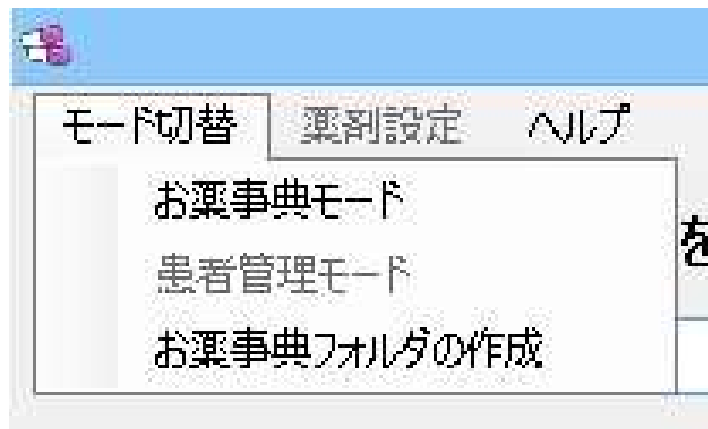 モード切替 薬剤設定 ヘルプ
お薬事典モード
を
患者管理モード
お薬事典フォルダの作成